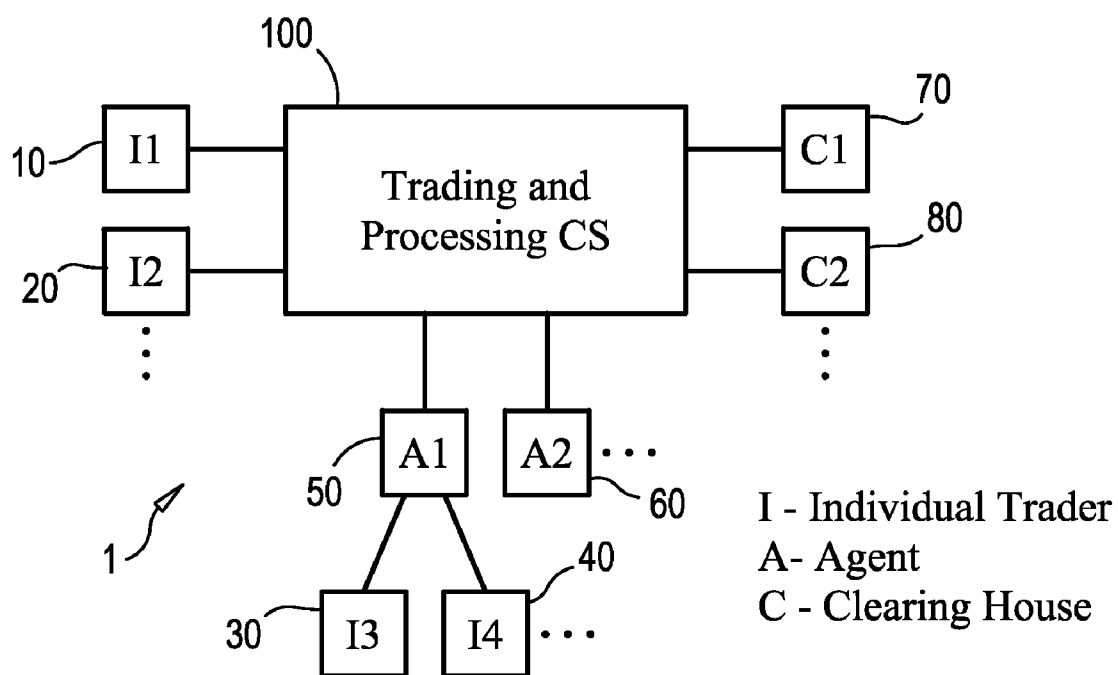 100
10
I1
Trading and
Processing CS
C1
70
20
I2
C2
80
50
A1
A2
60
1
30
I3
I4
40
I - Individual Trader
A- Agent
C - Clearing House